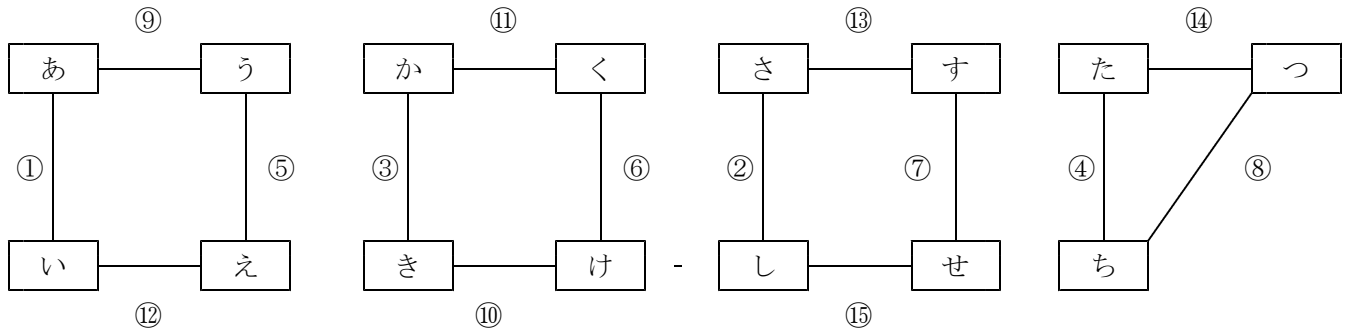 ⑨ ⑪ ⑬ ⑭
あ う か く さ す た つ
① ⑤ ③ ⑥ ② ⑦ ④ ⑧
い え き け - し せ ち
⑫ ⑩ ⑮